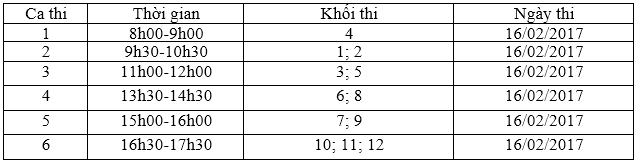 Ca thi Thời gian Khối thi Ngày thi
1 8h00-9h00 4 16/02/2017
2 9h30-10h30 1; 2 16/02/2017
3 11h00-12h00 3; 5 16/02/2017
4 13h30-14h30 6; 8 16/02/2017
5 15h00-16h00 7; 9 16/02/2017
6 16h30-17h30 10; 11; 12 16/02/2017